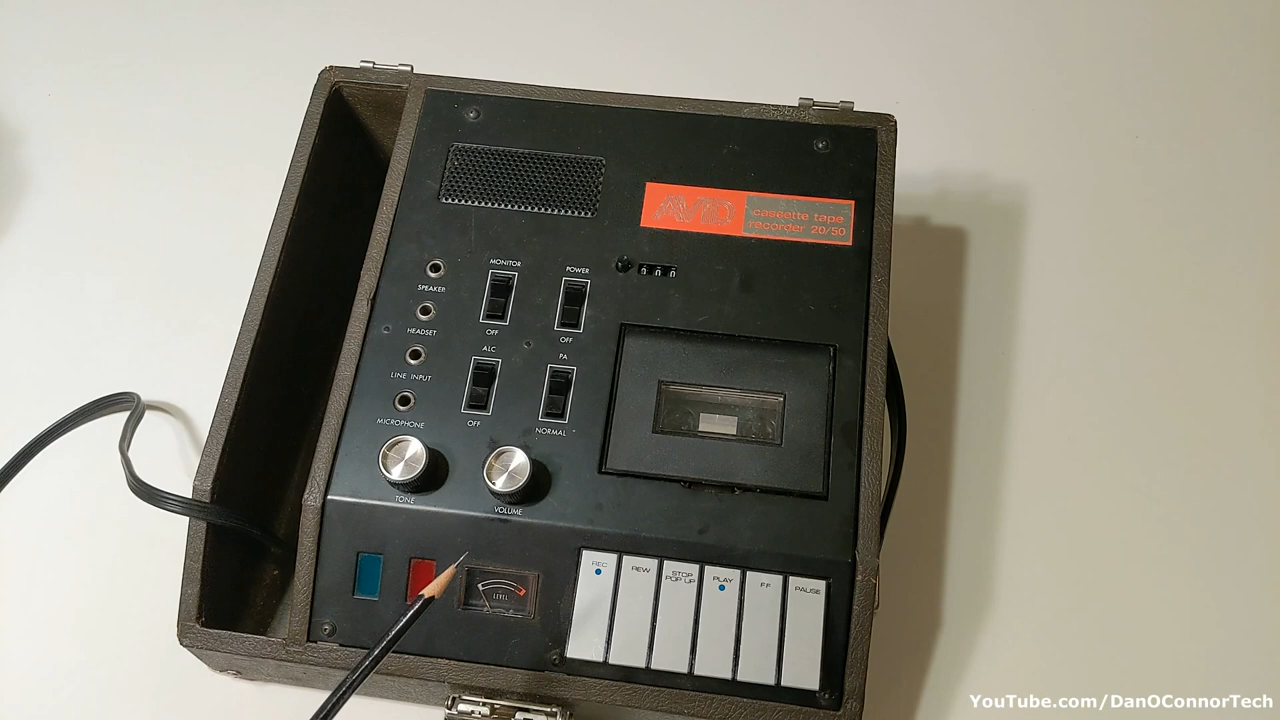 AVID
cassette tape
recorder 20/50
000
MONITOR
OFF
POWER
OFF
SPEAKER
HEADSET
LINE INPUT
MICROPHONE
ALC
OFF
PA
NORMAL
TONE
VOLUME
LEVEL
REC
REW
STOP
POP UP
PLAY
FF
PAUSE
YouTube.com/DanOConnorTech